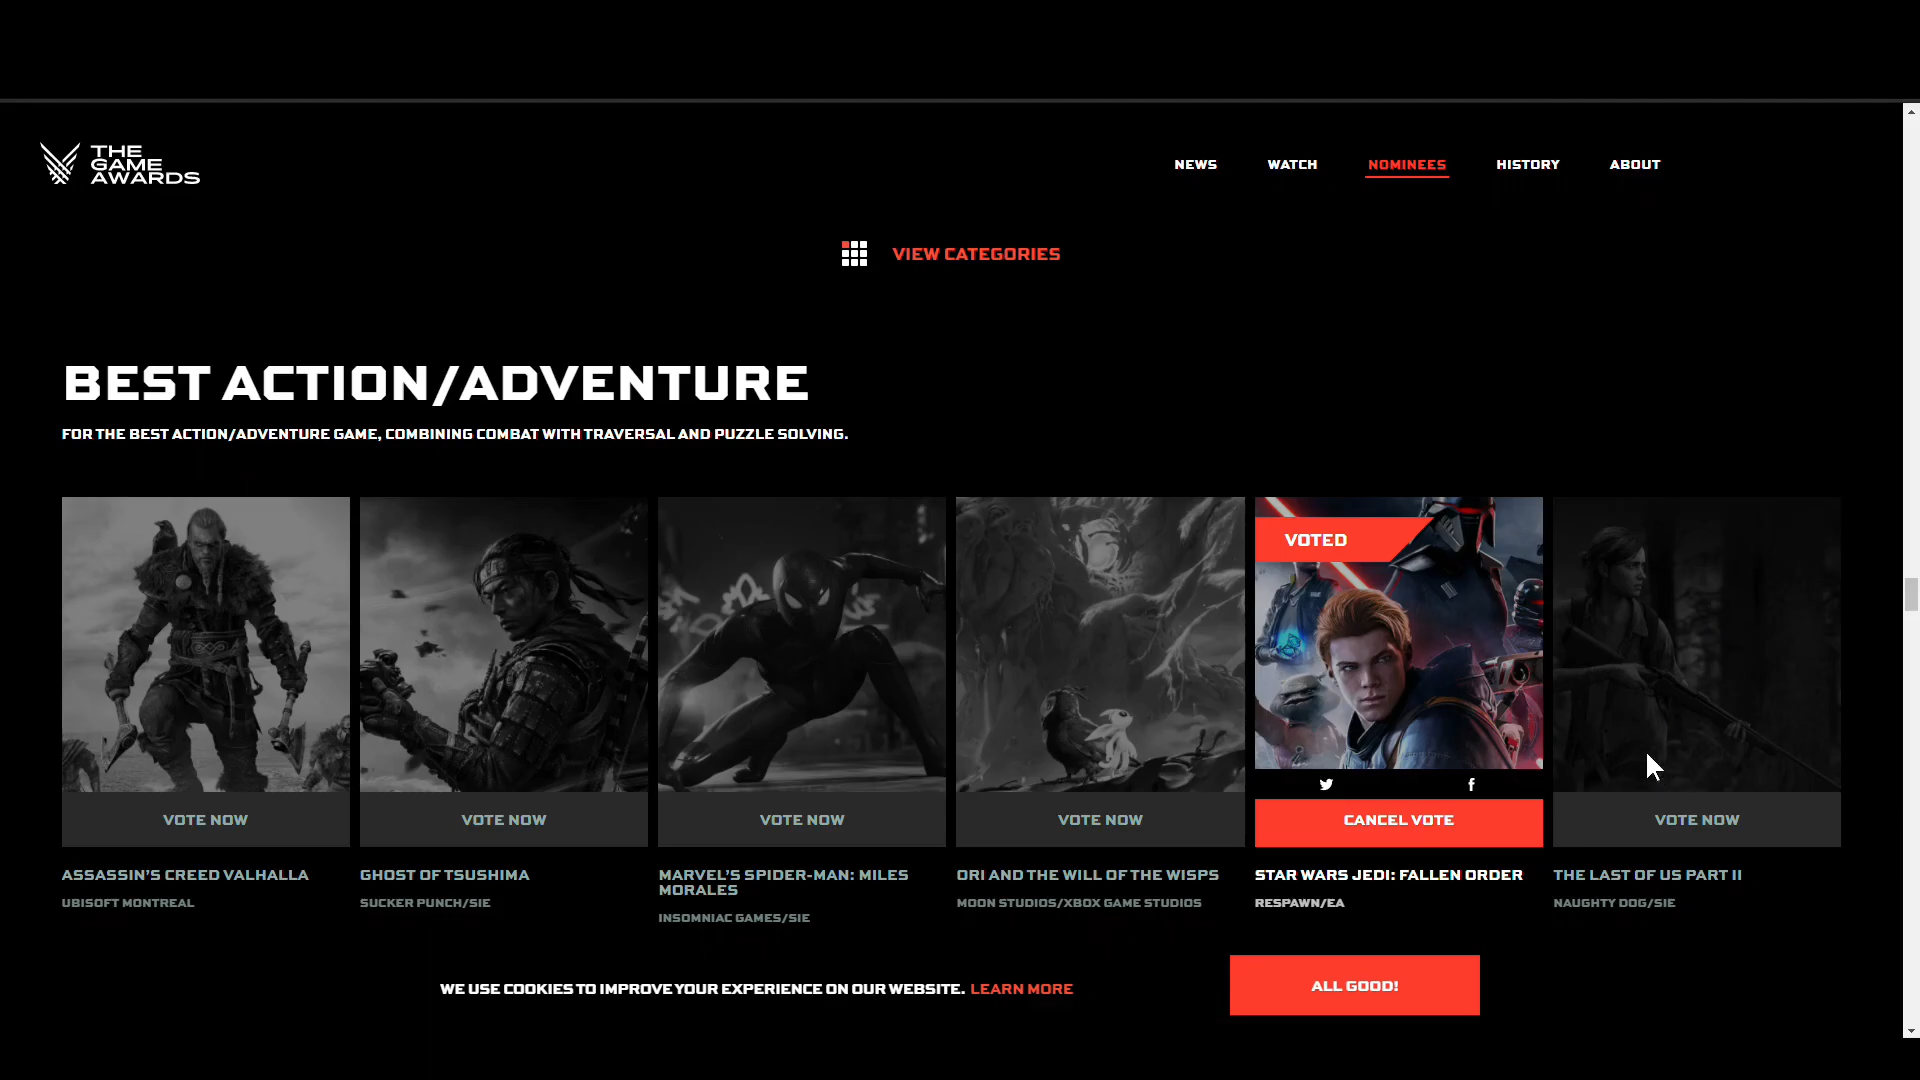 THE
GAME
AWARDS
NEWS
WATCH
NOMINEES
HISTORY
ABOUT
VIEW CATEGORIES
BEST ACTION/ADVENTURE
FOR THE BEST ACTION/ADVENTURE GAME, COMBINING COMBAT WITH TRAVERSAL AND PUZZLE SOLVING.
VOTED
VOTE NOW
VOTE NOW
VOTE NOW
VOTE NOW
CANCEL VOTE
VOTE NOW
ASSASSIN'S CREED VALHALLA
UBISOFT MONTREAL
GHOST OF TSUSHIMA
SUCKER PUNCH/SIE
MARVEL'S SPIDER-MAN: MILES
MORALES
INSOMNIAC GAMES/SIE
ORI AND THE WILL OF THE WISPS
MOON STUDIOS/XBOX GAME STUDIOS
STAR WARS JEDI: FALLEN ORDER
RESPAWN/EA
THE LAST OF US PART II
NAUGHTY DOG/SIE
WE USE COOKIES TO IMPROVE YOUR EXPERIENCE ON OUR WEBSITE. LEARN MORE
ALL GOOD!